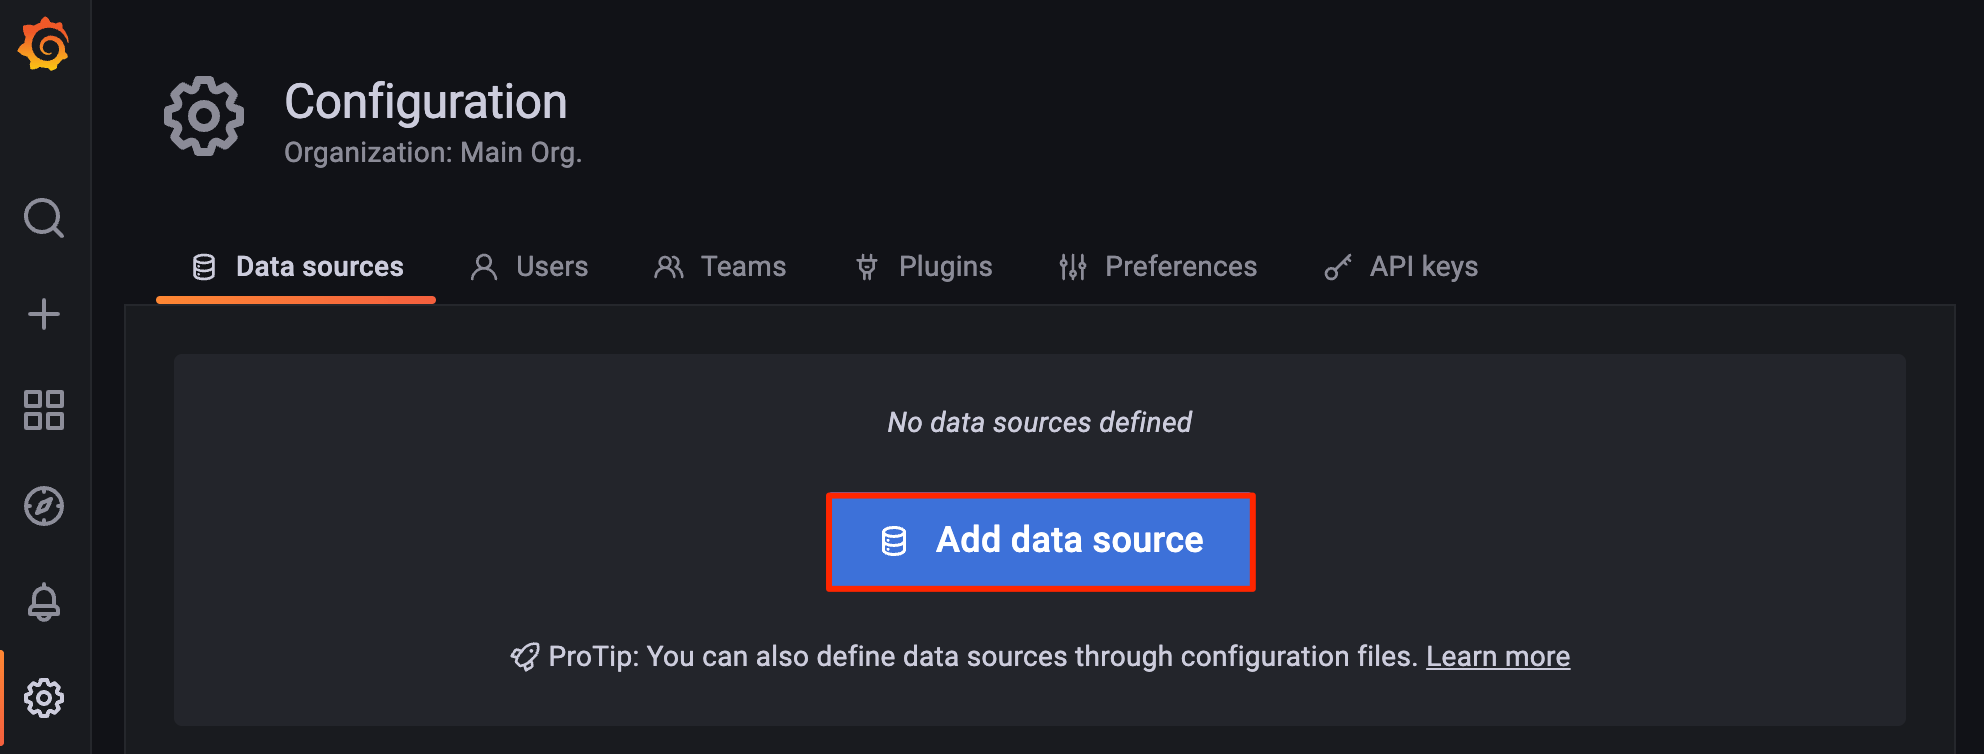 Configuration
Organization: Main Org.
Data sources Users Teams Plugins Preferences API keys
No data sources defined
Add data source
ProTip: You can also define data sources through configuration files. Learn more